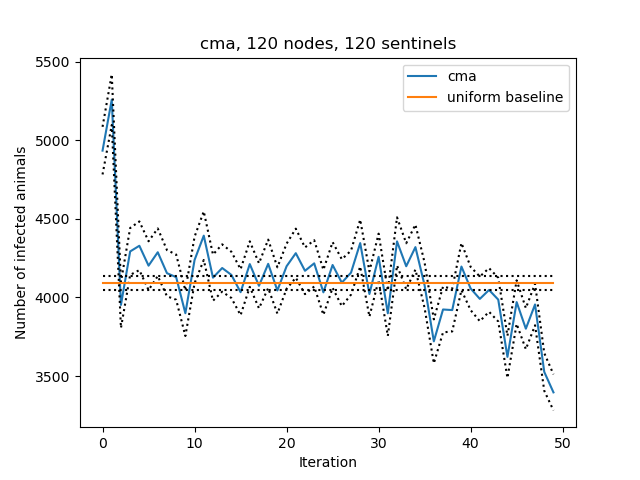 cma, 120 nodes, 120 sentinels
cma
uniform baseline
Number of infected animals
5500
5000
4500
4000
3500
0 10 20 30 40 50
Iteration